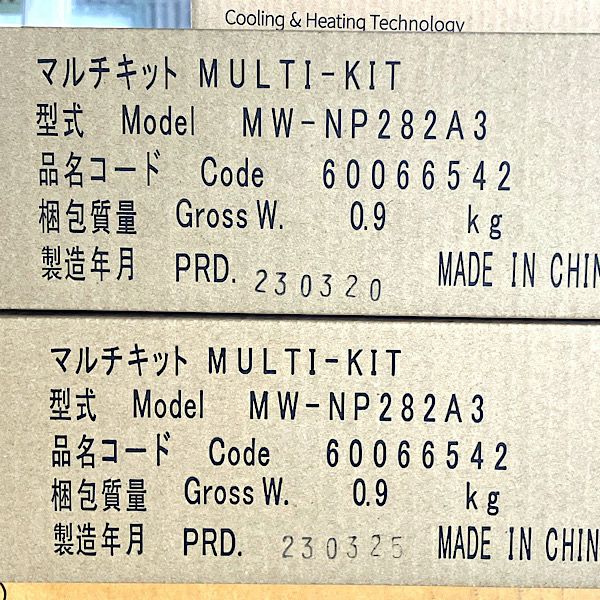 Cooling & Heating Technology
マルチキット MULTI-KIT
型式 Model MW-NP282A3
品名コード Code 60066542
梱包質量 Gross W. 0.9 kg
製造年月 PRD. 230320 MADE IN CHIN
マルチキット MULTI-KIT
型式 Model MW-NP282A3
品名コード Code 60066542
梱包質量 Gross W. 0.9 kg
製造年月 PRD. 230325 MADE IN CHIN